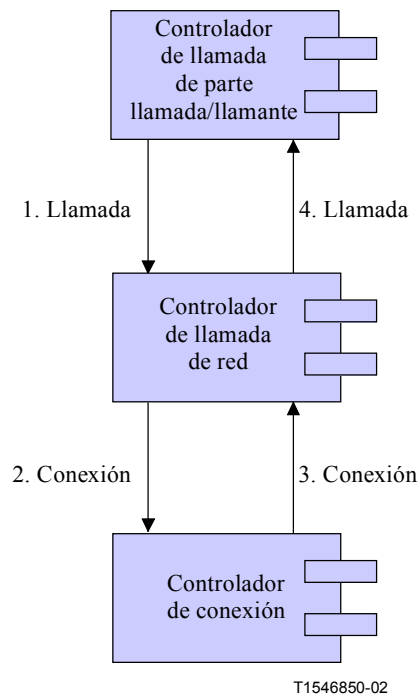 Controlador
de llamada
de parte
llamada/llamante
1. Llamada
4. Llamada
Controlador
de llamada
de red
2. Conexión
3. Conexión
Controlador
de conexión
T1546850-02